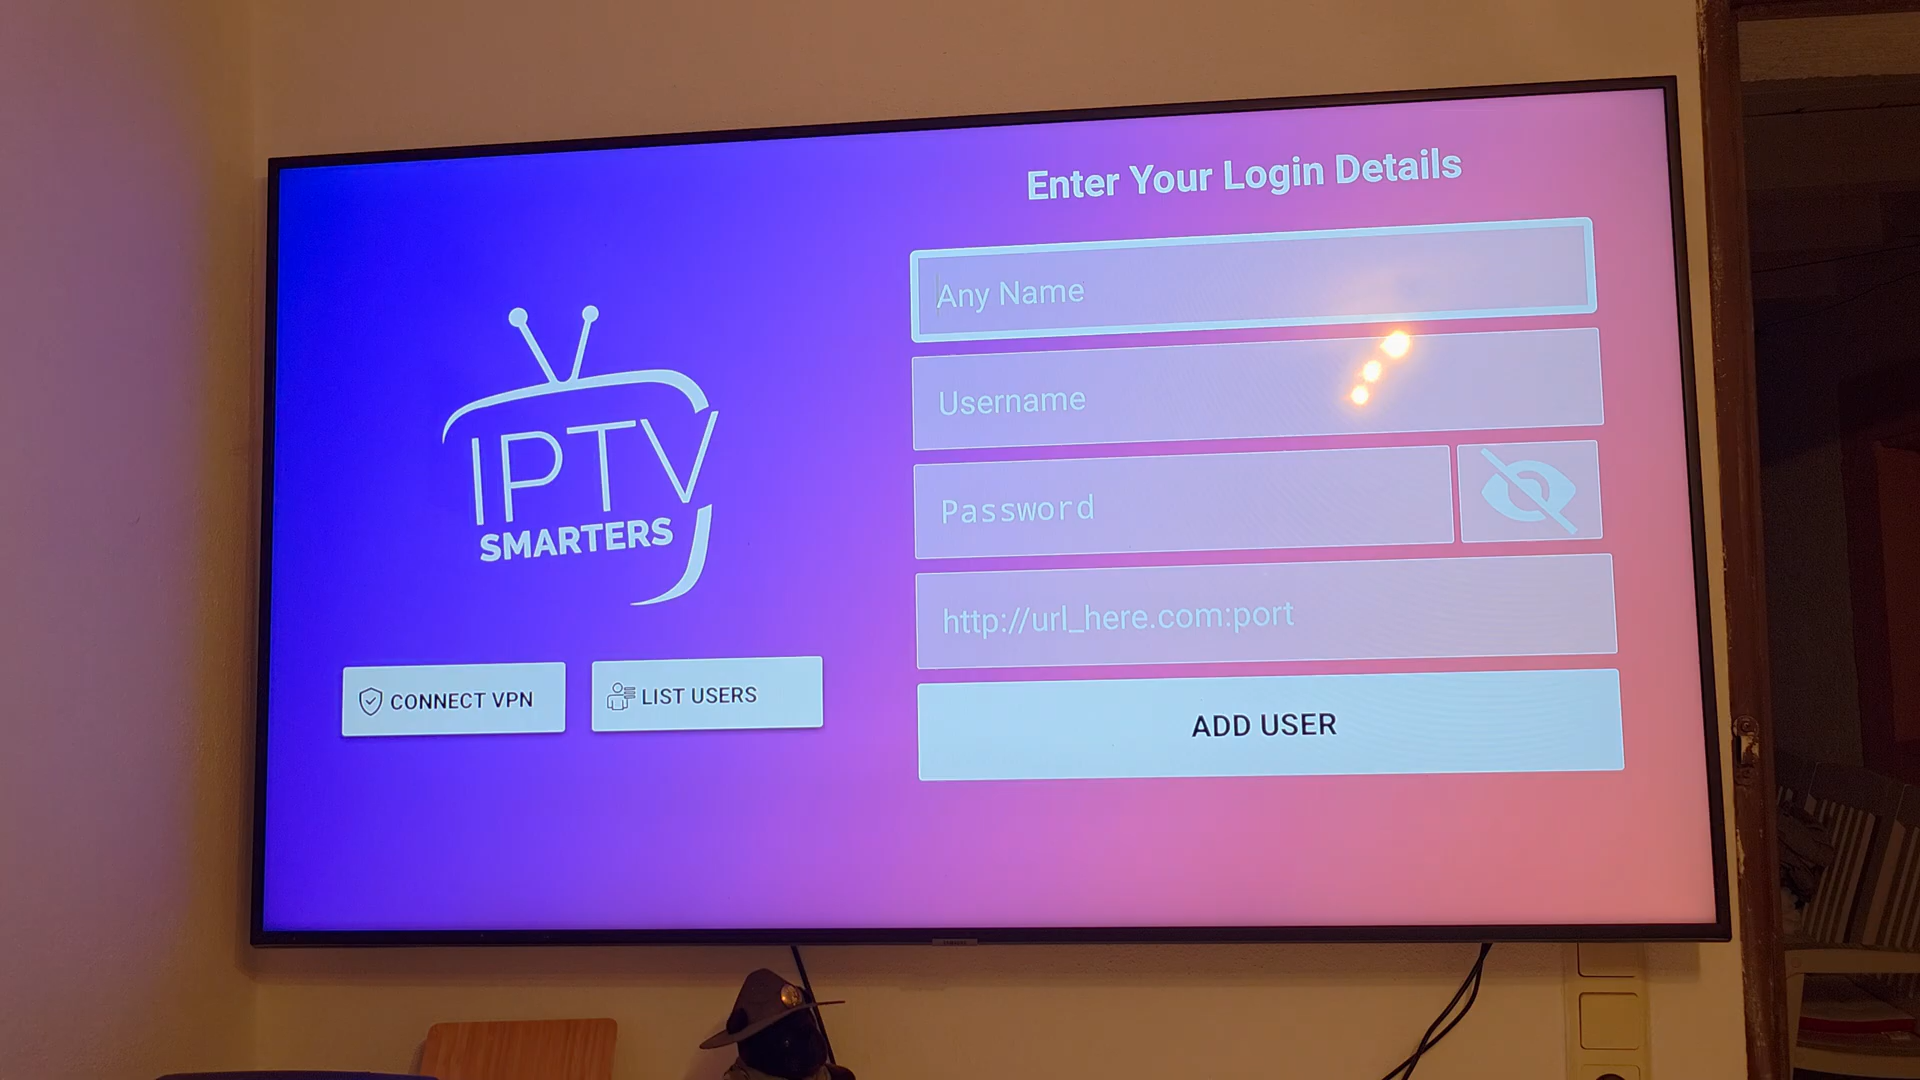 IPTV
SMARTERS
CONNECT VPN
LIST USERS
Enter Your Login Details
Any Name
Username
Password
http://url_here.com:port
ADD USER